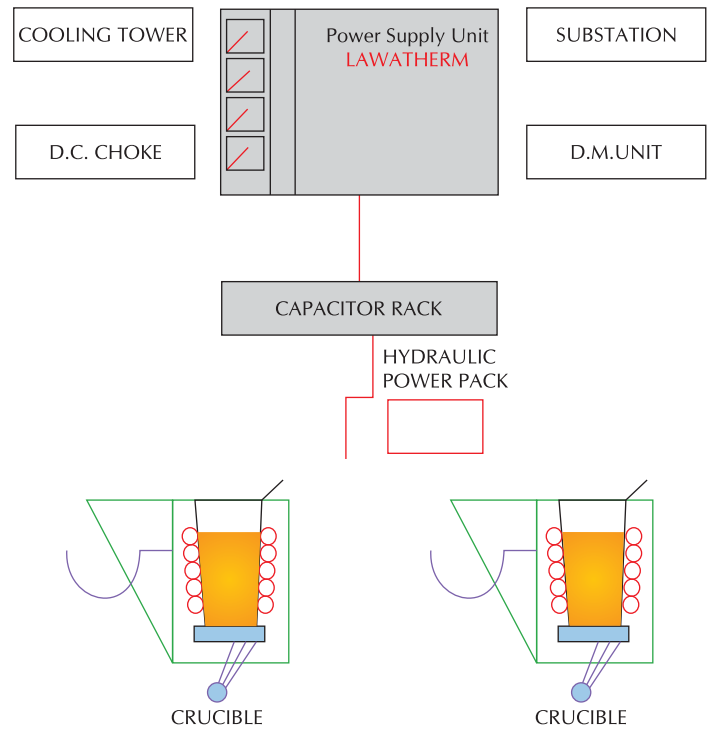 COOLING TOWER
Power Supply Unit
LAWATHERM
SUBSTATION
D.C. CHOKE
D.M.UNIT
CAPACITOR RACK
HYDRAULIC
POWER PACK
CRUCIBLE
CRUCIBLE